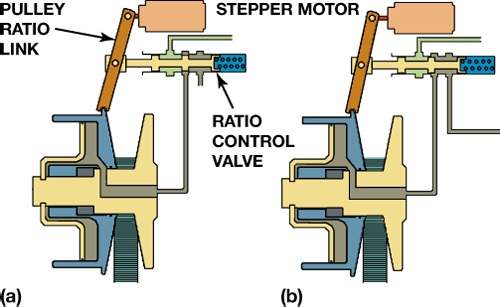 PULLEY
RATIO
LINK
STEPPER MOTOR
RATIO
CONTROL
VALVE
(a)
(b)